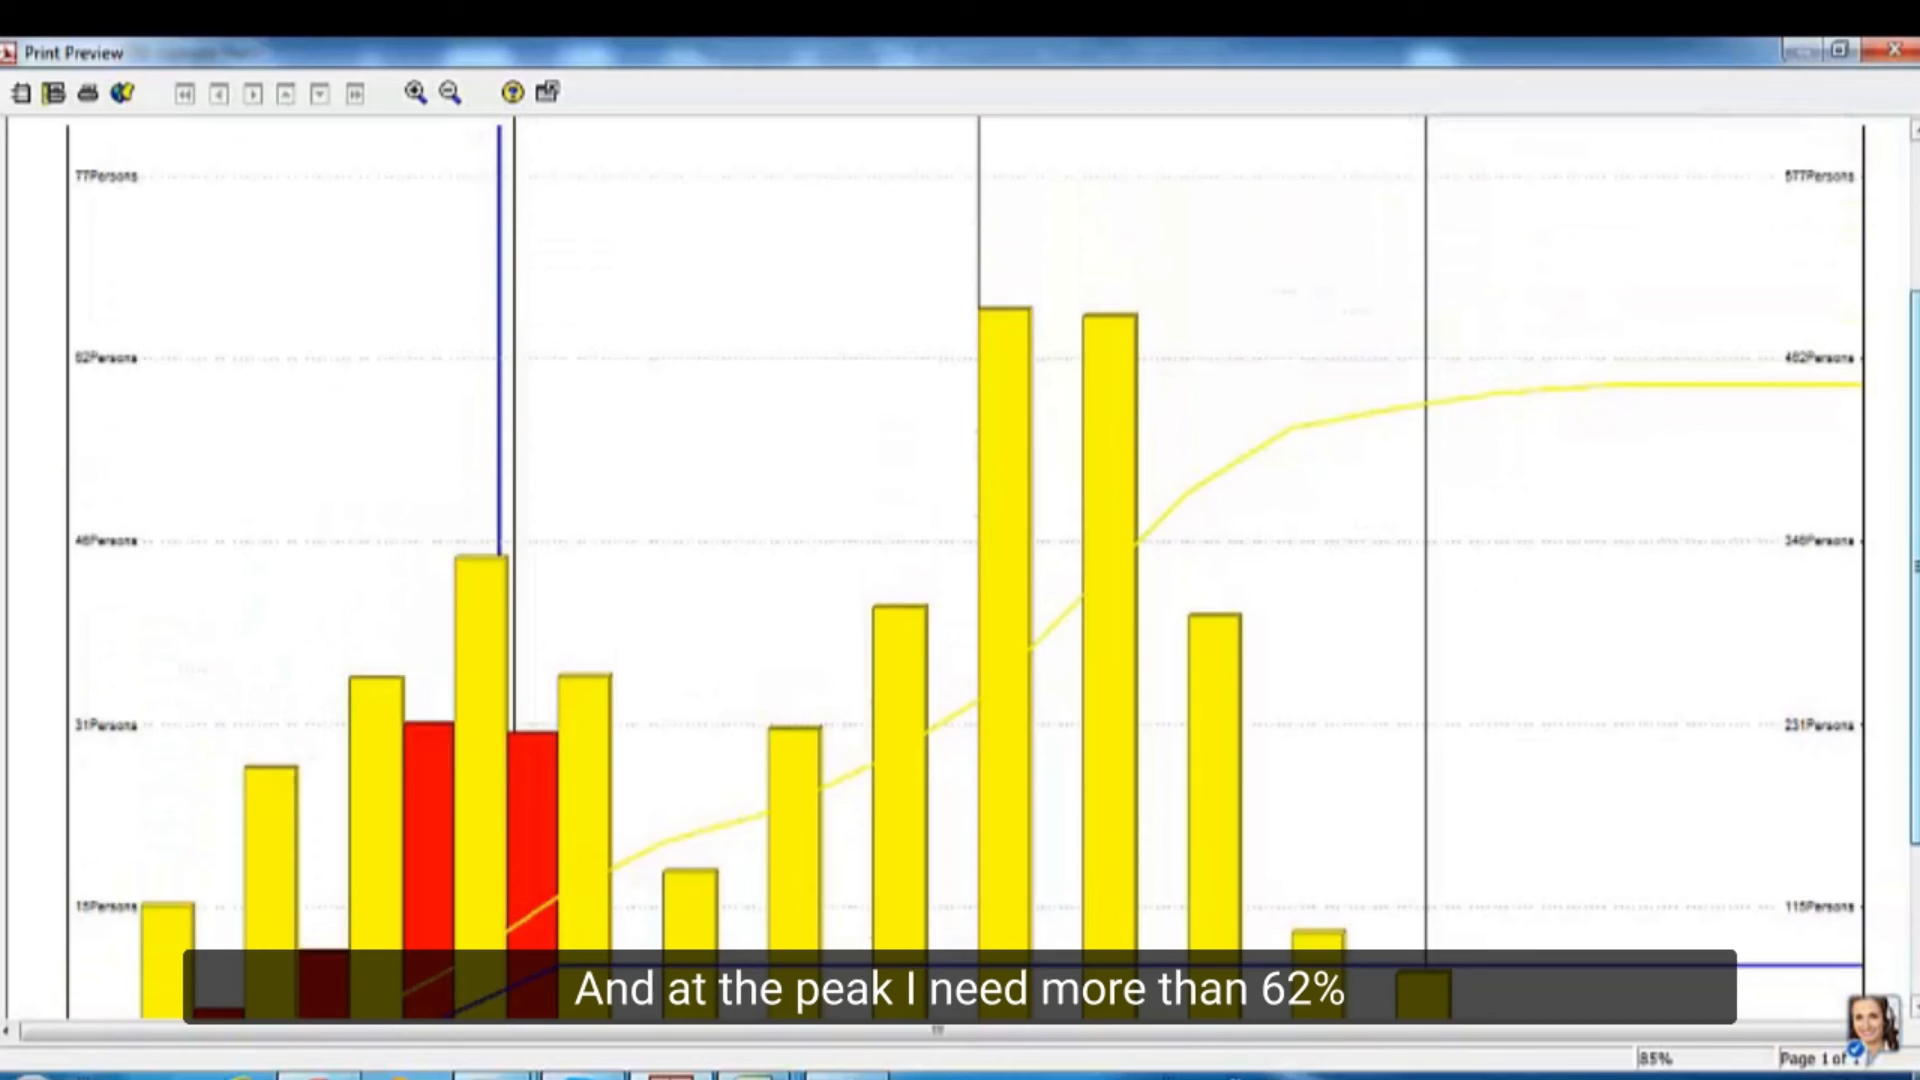 Print Preview
77Persons
577Persons
62Persons
462Persons
46Persons
346Persons
31Persons
231Persons
15Persons
115Persons
And at the peak I need more than 62%
85%
Page 1 of